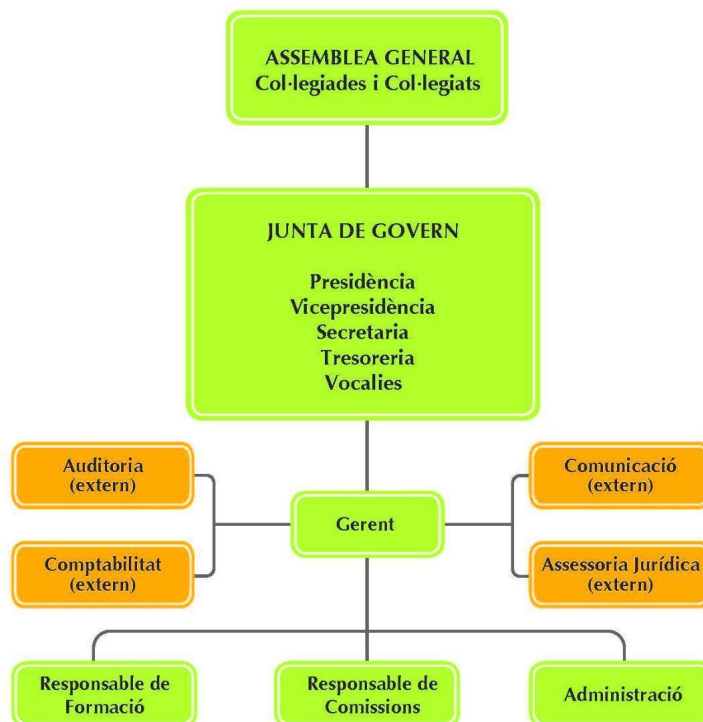 ASSEMBLEA GENERAL
Col·legiades i Col·legiats
JUNTA DE GOVERN
Presidència
Vicepresidència
Secretaria
Tresoreria
Vocalies
Auditoria
(extern)
Comunicació
(extern)
Gerent
Comptabilitat
(extern)
Assessoria Jurídica
(extern)
Responsable de
Formació
Responsable de
Comissions
Administració